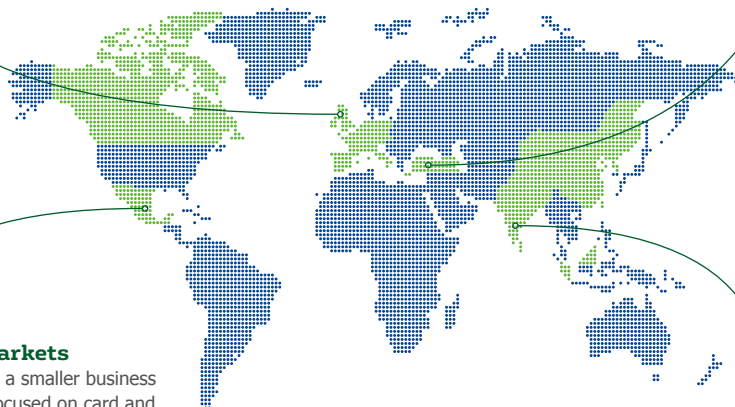 arkets
a smaller business
ocused on card and